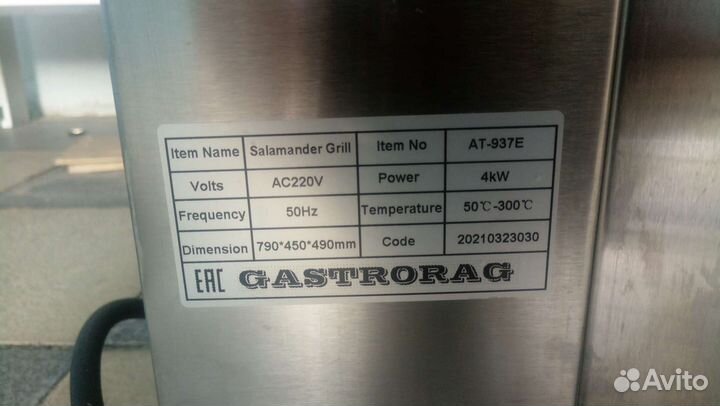 Item Name Salamander Grill Item No AT-937E
Volts AC220V Power 4kW
Frequency 50Hz Temperature 50℃-300℃
Dimension 790*450*490mm Code 20210323030
EAC GASTRORAG
Avito